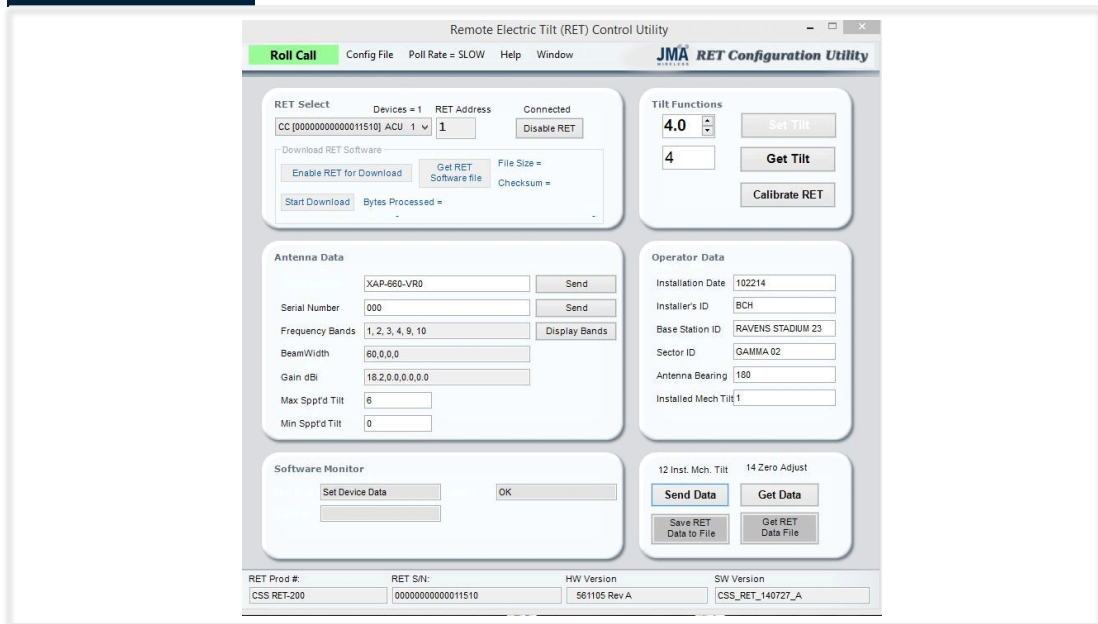 Remote Electric Tilt (RET) Control Utility
Roll Call Config File Poll Rate = SLOW Help Window JMA WIRELESS RET Configuration Utility
RET Select Devices = 1 RET Address Connected
CC [00000000000011510] ACU 1 1 Disable RET
Download RET Software
Enable RET for Download Get RET Software file File Size =
Checksum =
Start Download Bytes Processed =
- -
Tilt Functions
4.0 Set Tilt
4 Get Tilt
Calibrate RET
Antenna Data
XAP-660-VR0 Send
Serial Number 000 Send
Frequency Bands 1, 2, 3, 4, 9, 10 Display Bands
BeamWidth 60,0,0,0
Gain dBi 18.2,0.0,0.0,0.0
Max Sppt'd Tilt 6
Min Sppt'd Tilt 0
Operator Data
Installation Date 102214
Installer's ID BCH
Base Station ID RAVENS STADIUM 23
Sector ID GAMMA 02
Antenna Bearing 180
Installed Mech Tilt 1
Software Monitor
Set Device Data OK
12 Inst. Mch. Tilt 14 Zero Adjust
Send Data Get Data
Save RET Data to File Get RET Data File
RET Prod #: RET S/N: HW Version SW Version
CSS RET-200 00000000000011510 561105 Rev A CSS_RET_140727_A